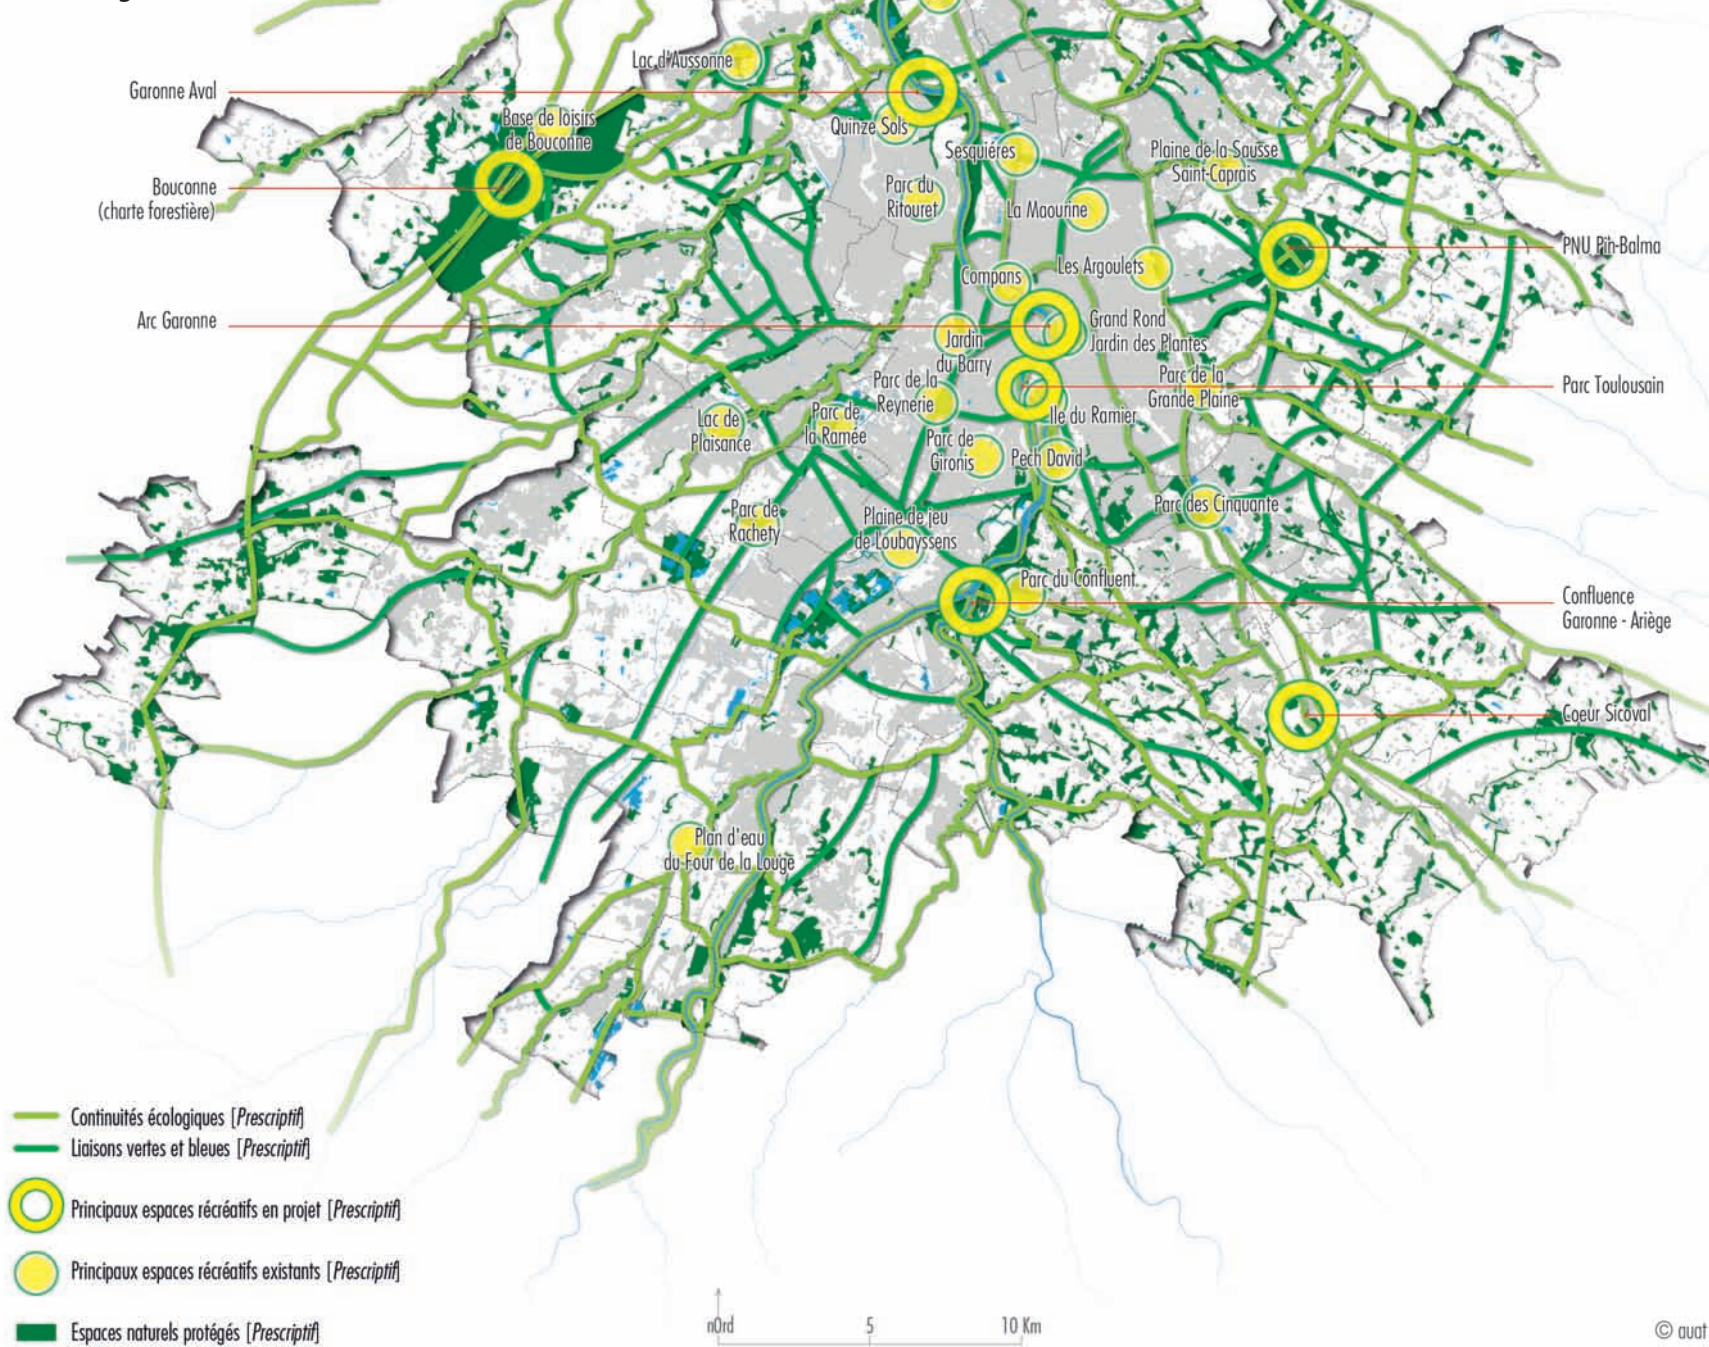 Lac d'Aussonne
Garonne Aval
Base de loisirs
de Bouconne
Quinze Sols
Sesquiéres
Plaine de la Sausse
Saint-Caprais
Bouconne
(charte forestière)
Parc du
Ritouret
La Maourine
PNU Pin-Balma
Compans
Les Argoulets
Arc Garonne
Grand Rond
Jardin des Plantes
Jardin
du Barry
Parc de la
Reynerie
Parc de la
Grande Plaine
Parc Toulousain
Lac de
Plaisance
Parc de
la Ramée
Ile du Ramier
Parc de
Gironis
Pech David
Parc de
Rachety
Plaine de jeu
de Loubayssens
Parc des Cinquante
Parc du Confluent
Confluence
Garonne - Ariège
Coeur Sicoval
Plan d'eau
du Four de la Louge
Continuités écologiques [Prescriptif]
Liaisons vertes et bleues [Prescriptif]
Principaux espaces récréatifs en projet [Prescriptif]
Principaux espaces récréatifs existants [Prescriptif]
Espaces naturels protégés [Prescriptif]
n0rd 5 10 Km
© auat